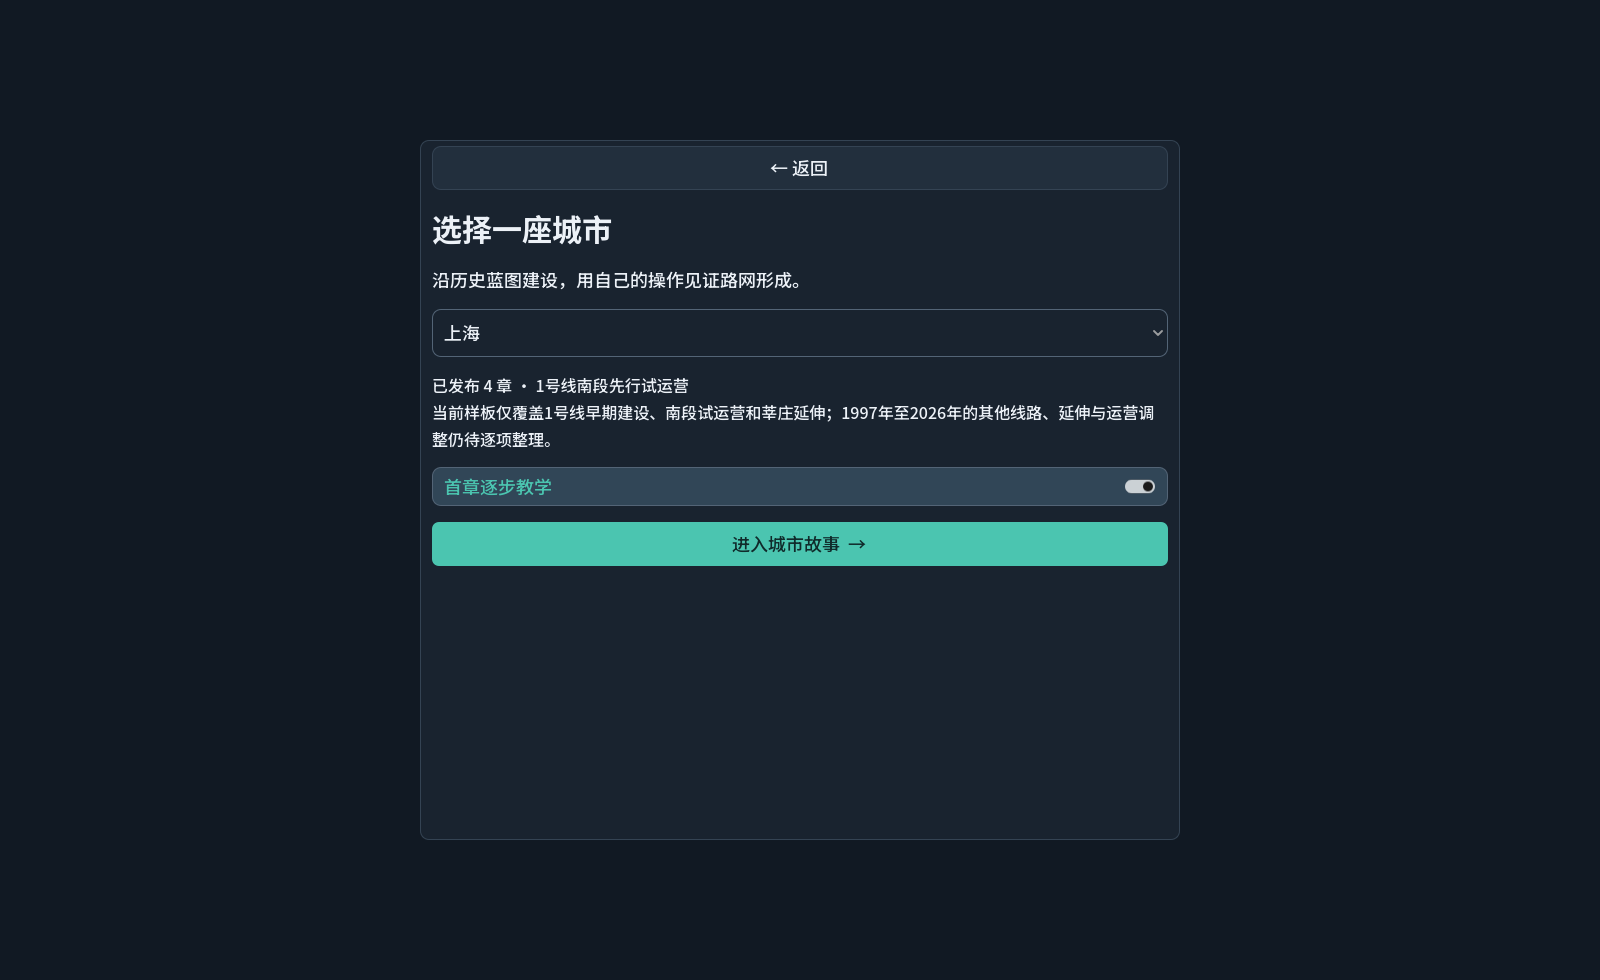 ← 返回
选择一座城市
沿历史蓝图建设，用自己的操作见证路网形成。
上海
已发布 4 章 · 1号线南段先行试运营
当前样板仅覆盖1号线早期建设、南段试运营和莘庄延伸；1997年至2026年的其他线路、延伸与运营调
整仍待逐项整理。
首章逐步教学
进入城市故事 →